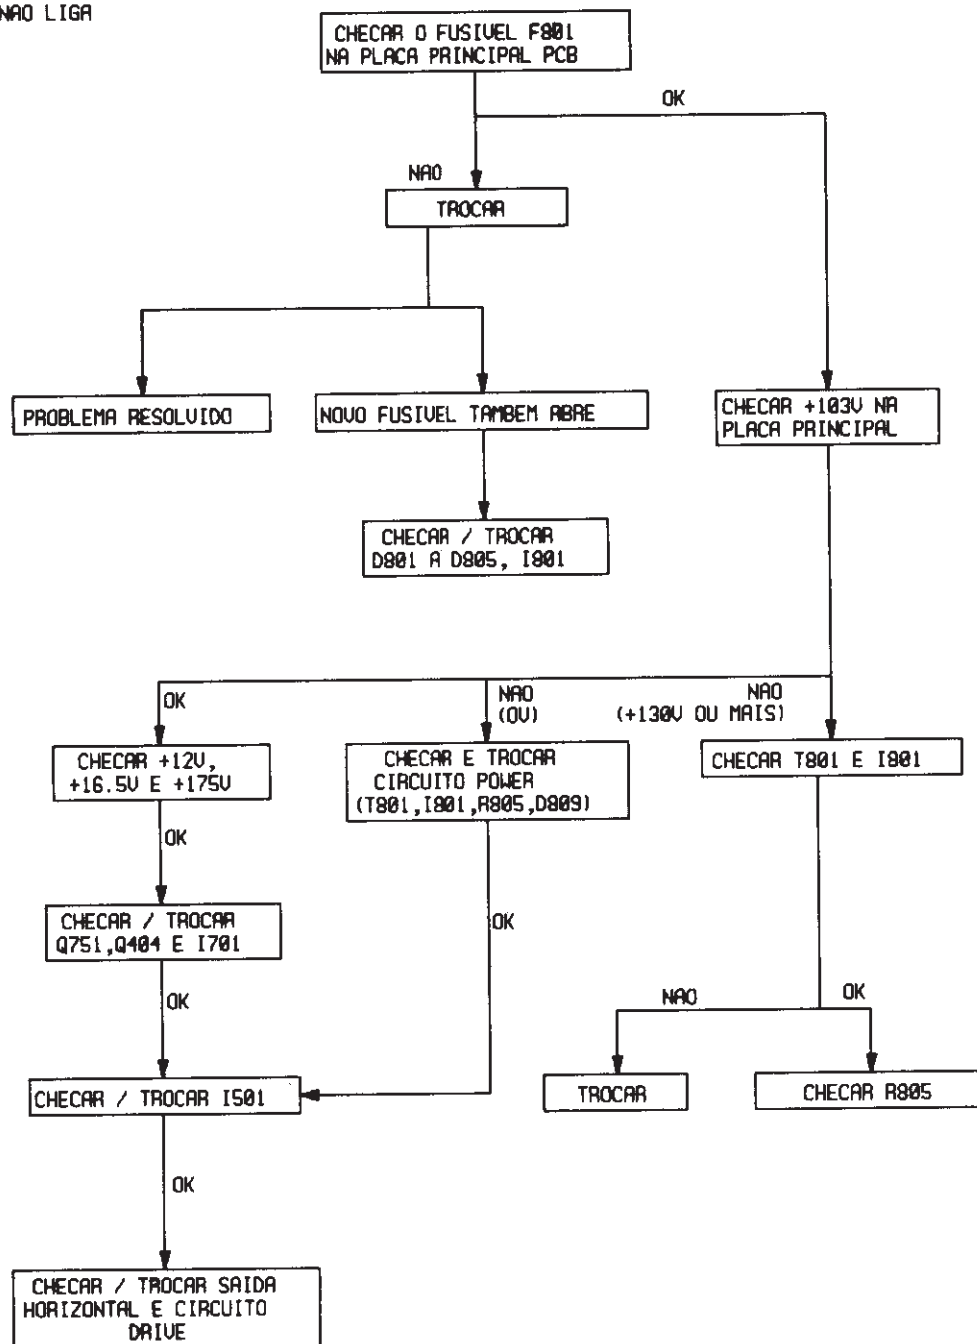 NAO LIGA
CHECAR O FUSIVEL F801
NA PLACA PRINCIPAL PCB
OK
NAO
TROCAR
PROBLEMA RESOLVIDO
NOVO FUSIVEL TAMBEM ABRE
CHECAR +103V NA
PLACA PRINCIPAL
CHECAR / TROCAR
D801 A D805, I801
OK
NAO
(0V)
NAO
(+130V OU MAIS)
CHECAR +12V,
+16.5V E +175V
CHECAR E TROCAR
CIRCUITO POWER
(T801,I801,R805,D809)
CHECAR T801 E I801
OK
CHECAR / TROCAR
Q751,Q404 E I701
OK
OK
NAO
OK
CHECAR / TROCAR I501
TROCAR
CHECAR R805
OK
CHECAR / TROCAR SAIDA
HORIZONTAL E CIRCUITO
DRIVE